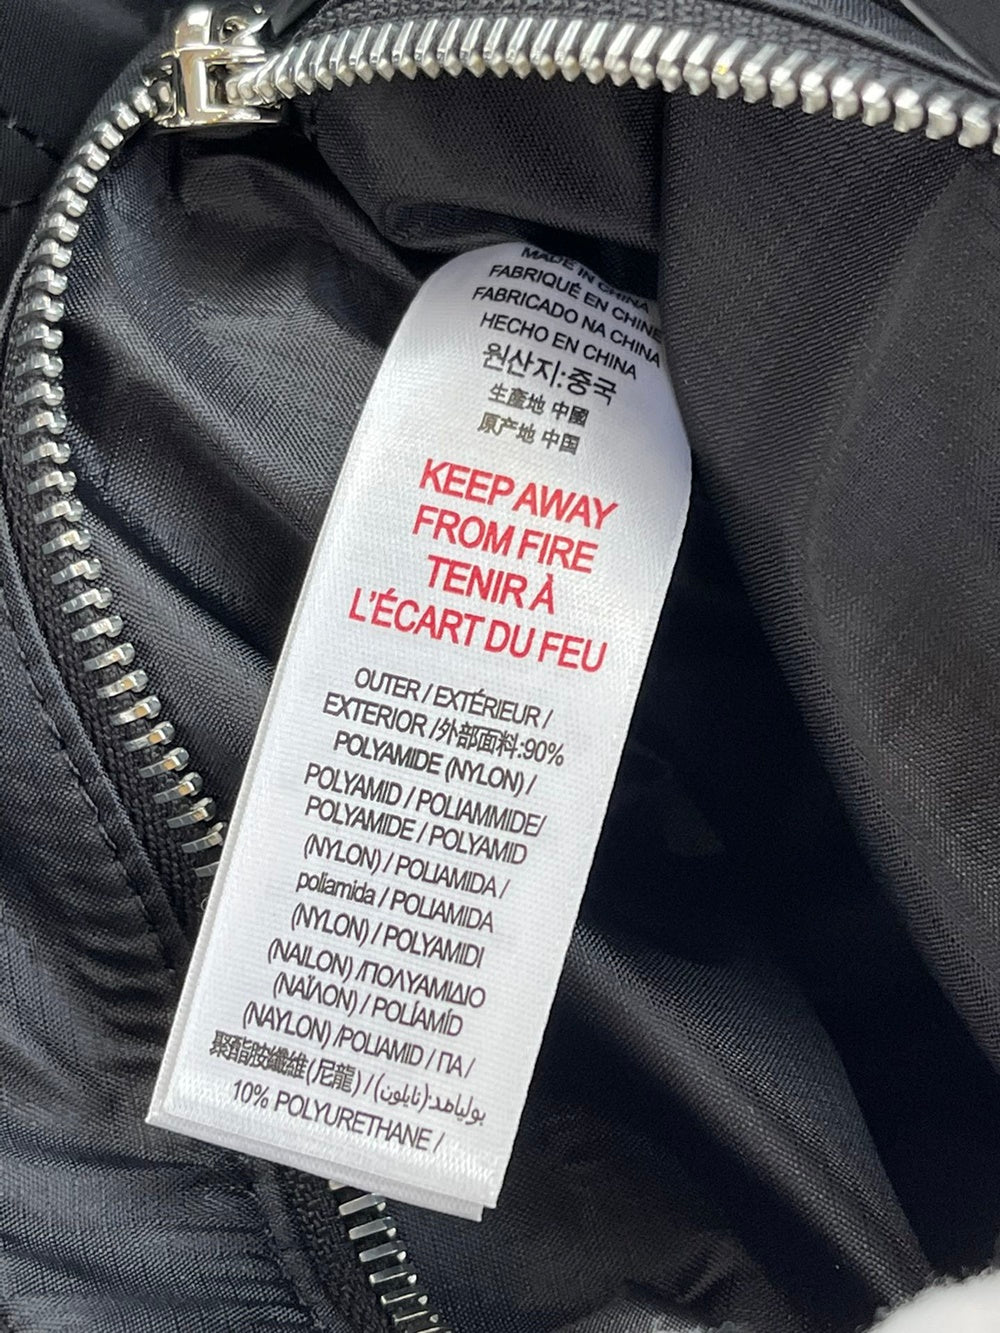 MADE IN CHINA
FABRIQUÉ EN CHINE
FABRICADO NA CHINA
HECHO EN CHINA
원산지:중국
生產地 中國
原产地 中国
KEEP AWAY
FROM FIRE
TENIR À
L'ÉCART DU FEU
OUTER / EXTÉRIEUR /
EXTERIOR /外部面料:90%
POLYAMIDE (NYLON) /
POLYAMID / POLIAMMIDE/
POLYAMIDE / POLYAMID
(NYLON) / POLIAMIDA /
poliamida / POLIAMIDA
(NYLON) / POLYAMIDI
(NAILON) /ΠΟΛΥΑΜΙΔΙΟ
(ΝΑΪΛΟΝ) / POLÍAMÍD
(NAYLON) /POLIAMID / ПА /
聚酯胺纖維(尼龍) / بولياميد:(نايلون)
10% POLYURETHANE /